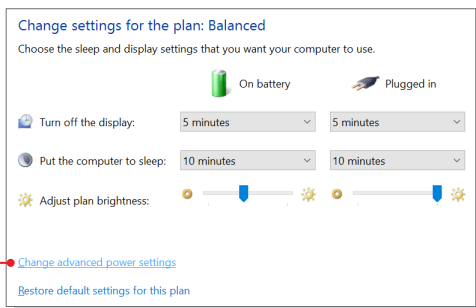 Change settings for the plan: Balanced
Choose the sleep and display settings that you want your computer to use.
On battery Plugged in
Turn off the display: 5 minutes 5 minutes
Put the computer to sleep: 10 minutes 10 minutes
Adjust plan brightness:
Change advanced power settings
Restore default settings for this plan